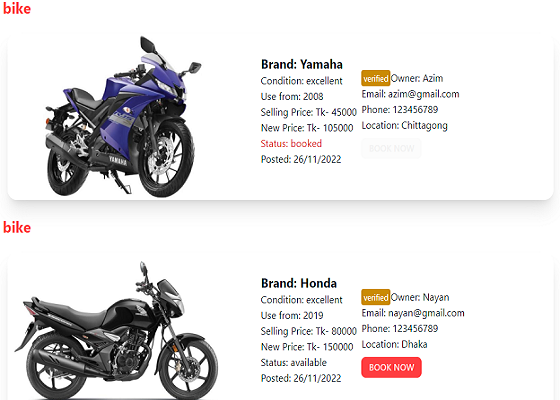 bike
Brand: Yamaha
Condition: excellent
Use from: 2008
Selling Price: Tk- 45000
New Price: Tk- 105000
Status: booked
Posted: 26/11/2022
verified Owner: Azim
Email: azim@gmail.com
Phone: 123456789
Location: Chittagong
BOOK NOW
YAMAHA
bike
Brand: Honda
Condition: excellent
Use from: 2019
Selling Price: Tk- 80000
New Price: Tk- 150000
Status: available
Posted: 26/11/2022
verified Owner: Nayan
Email: nayan@gmail.com
Phone: 123456789
Location: Dhaka
BOOK NOW